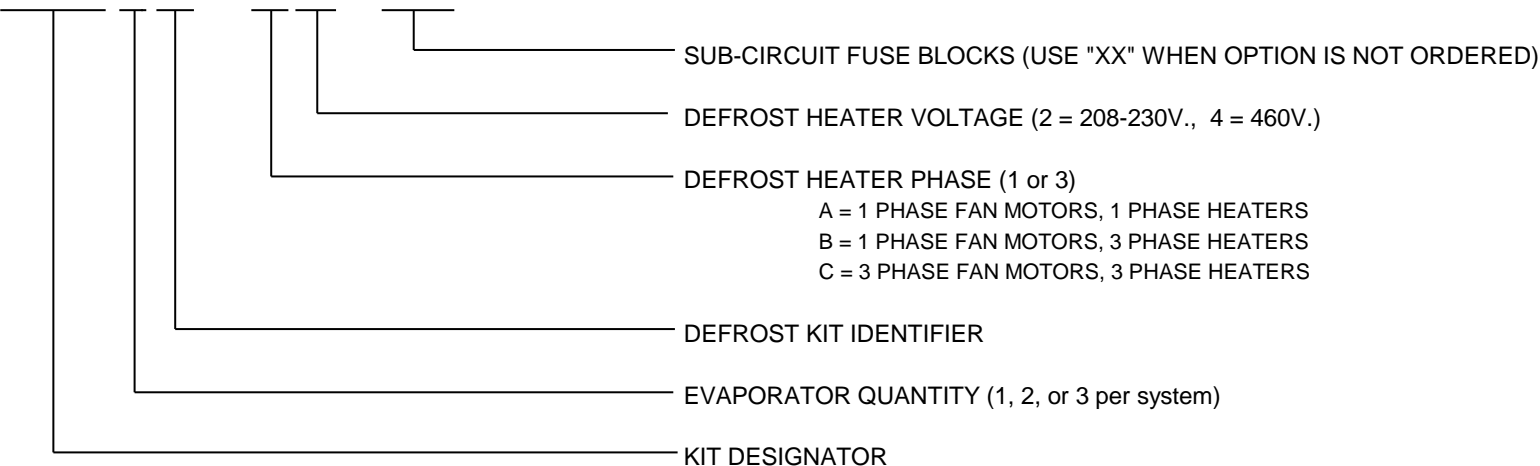 SUB-CIRCUIT FUSE BLOCKS (USE "XX" WHEN OPTION IS NOT ORDERED)
DEFROST HEATER VOLTAGE (2 = 208-230V., 4 = 460V.)
DEFROST HEATER PHASE (1 or 3)
A = 1 PHASE FAN MOTORS, 1 PHASE HEATERS
B = 1 PHASE FAN MOTORS, 3 PHASE HEATERS
C = 3 PHASE FAN MOTORS, 3 PHASE HEATERS
DEFROST KIT IDENTIFIER
EVAPORATOR QUANTITY (1, 2, or 3 per system)
KIT DESIGNATOR